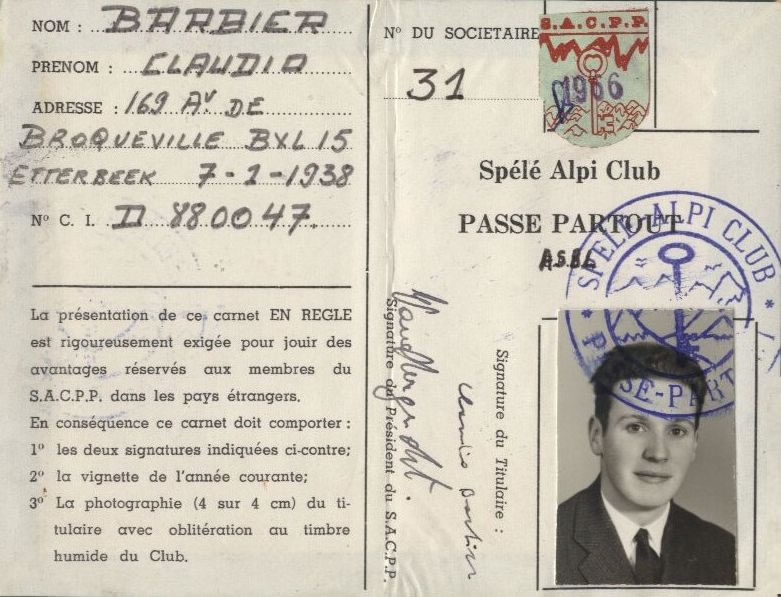 NOM : BARBIER
PRENOM : CLAUDIO
ADRESSE : 169 AV DE
BROQUEVILLE BXL 15
ETTERBEEK 7-1-1938
N° C. I. D 880047.
La présentation de ce carnet EN REGLE
est rigoureusement exigée pour jouir des
avantages réservés aux membres du
S.A.C.P.P. dans les pays étrangers.
En conséquence ce carnet doit comporter :
1° les deux signatures indiquées ci-contre;
2° la vignette de l'année courante;
3° La photographie (4 sur 4 cm) du ti-
tulaire avec oblitération au timbre
humide du Club.
N° DU SOCIETAIRE
31
S.A.C.P.P.
1966
Spélé Alpi Club
PASSE PARTOUT
ASBL
SPELE ALPI CLUB
Signature du Président du S.A.C.P.P.
Signature du Titulaire :
Claudio Barbier